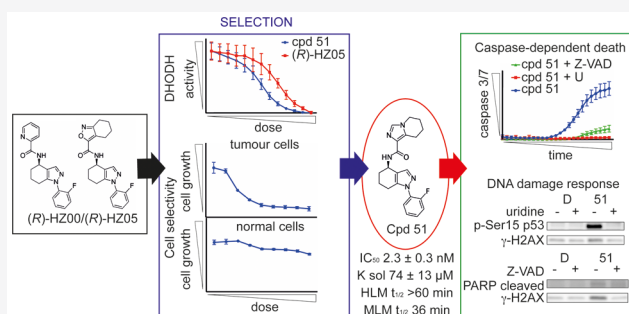 SELECTION
DHODH activity
cpd 51
(R)-HZ05
dose
N
O
NH
N
N
F
N
O
O
NH
N
N
F
(R)-HZ00/(R)-HZ05
Cell selectivity
tumour cells
cell growth
normal cells
cell growth
dose
N
N
O
NH
N
N
F
Cpd 51
IC₅₀ 2.3 ± 0.3 nM
K sol 74 ± 13 µM
HLM t₁/₂ >60 min
MLM t₁/₂ 36 min
Caspase-dependent death
cpd 51 + Z-VAD
cpd 51 + U
cpd 51
caspase 3/7
time
DNA damage response
D 51
uridine - + - +
p-Ser15 p53
γ-H2AX
D 51
Z-VAD - + - +
PARP cleaved
γ-H2AX